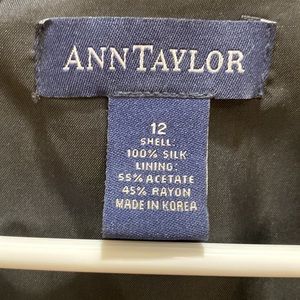 ANNTAYLOR
12
SHELL:
100% SILK
LINING:
55% ACETATE
45% RAYON
MADE IN KOREA